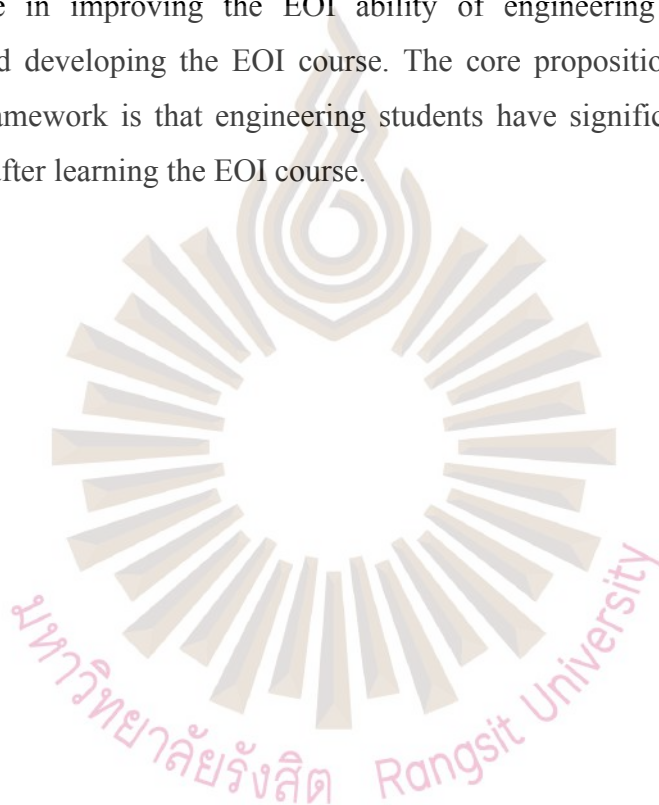 e in improving the EOI ability of engineering
d developing the EOI course. The core propositio
amework is that engineering students have signific
after learning the EOI course.
มหาวิทยาลัยรังสิต Rangsit University